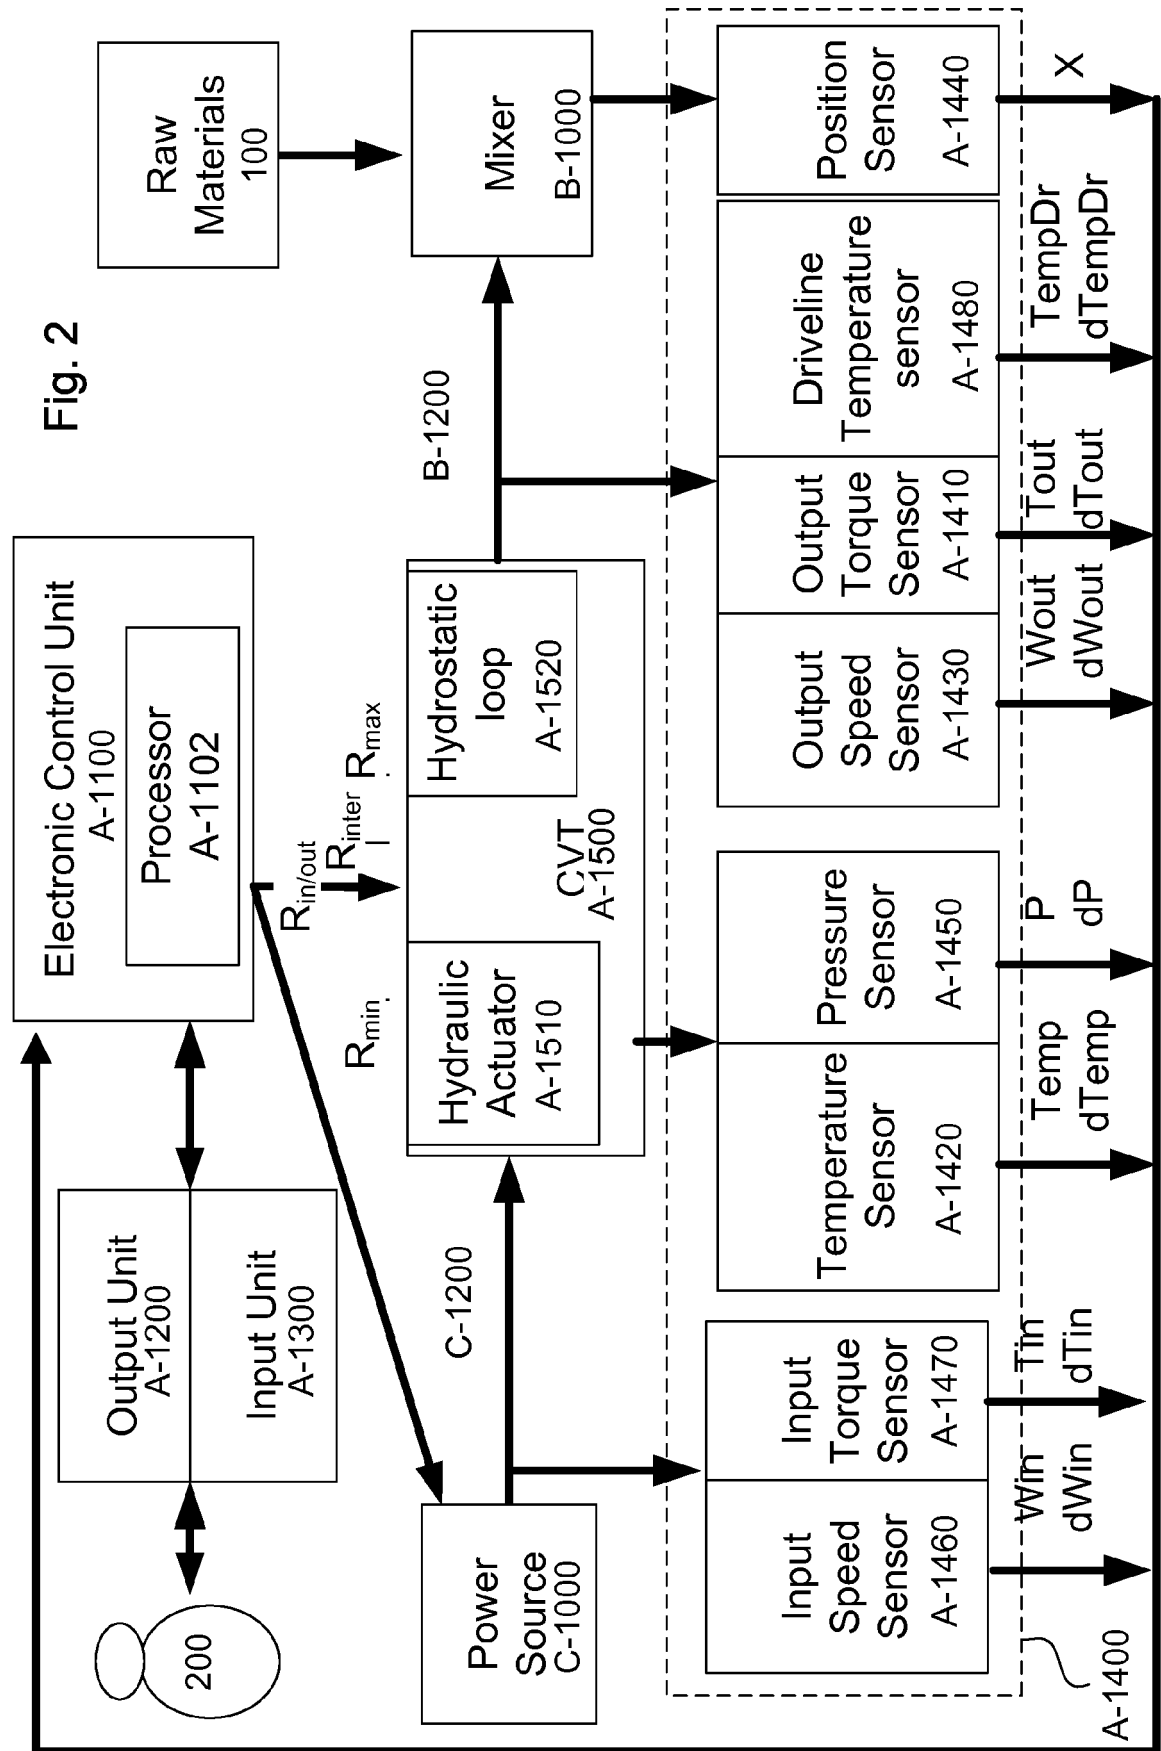 Fig. 2
Electronic Control Unit
A-1100
Processor
A-1102
Output Unit
A-1200
Input Unit
A-1300
200
Raw
Materials
100
Mixer
B-1000
Rin/out
Rmin
Rinter
Rmax
Power
Source
C-1000
C-1200
Hydraulic
Actuator
A-1510
CVT
A-1500
Hydrostatic
loop
A-1520
B-1200
Input
Speed
Sensor
A-1460
Input
Torque
Sensor
A-1470
Temperature
Sensor
A-1420
Pressure
Sensor
A-1450
Output
Speed
Sensor
A-1430
Output
Torque
Sensor
A-1410
Driveline
Temperature
sensor
A-1480
Position
Sensor
A-1440
Win
dWin
Tin
dTin
Temp
dTemp
P
dP
Wout
dWout
Tout
dTout
TempDr
dTempDr
X
A-1400